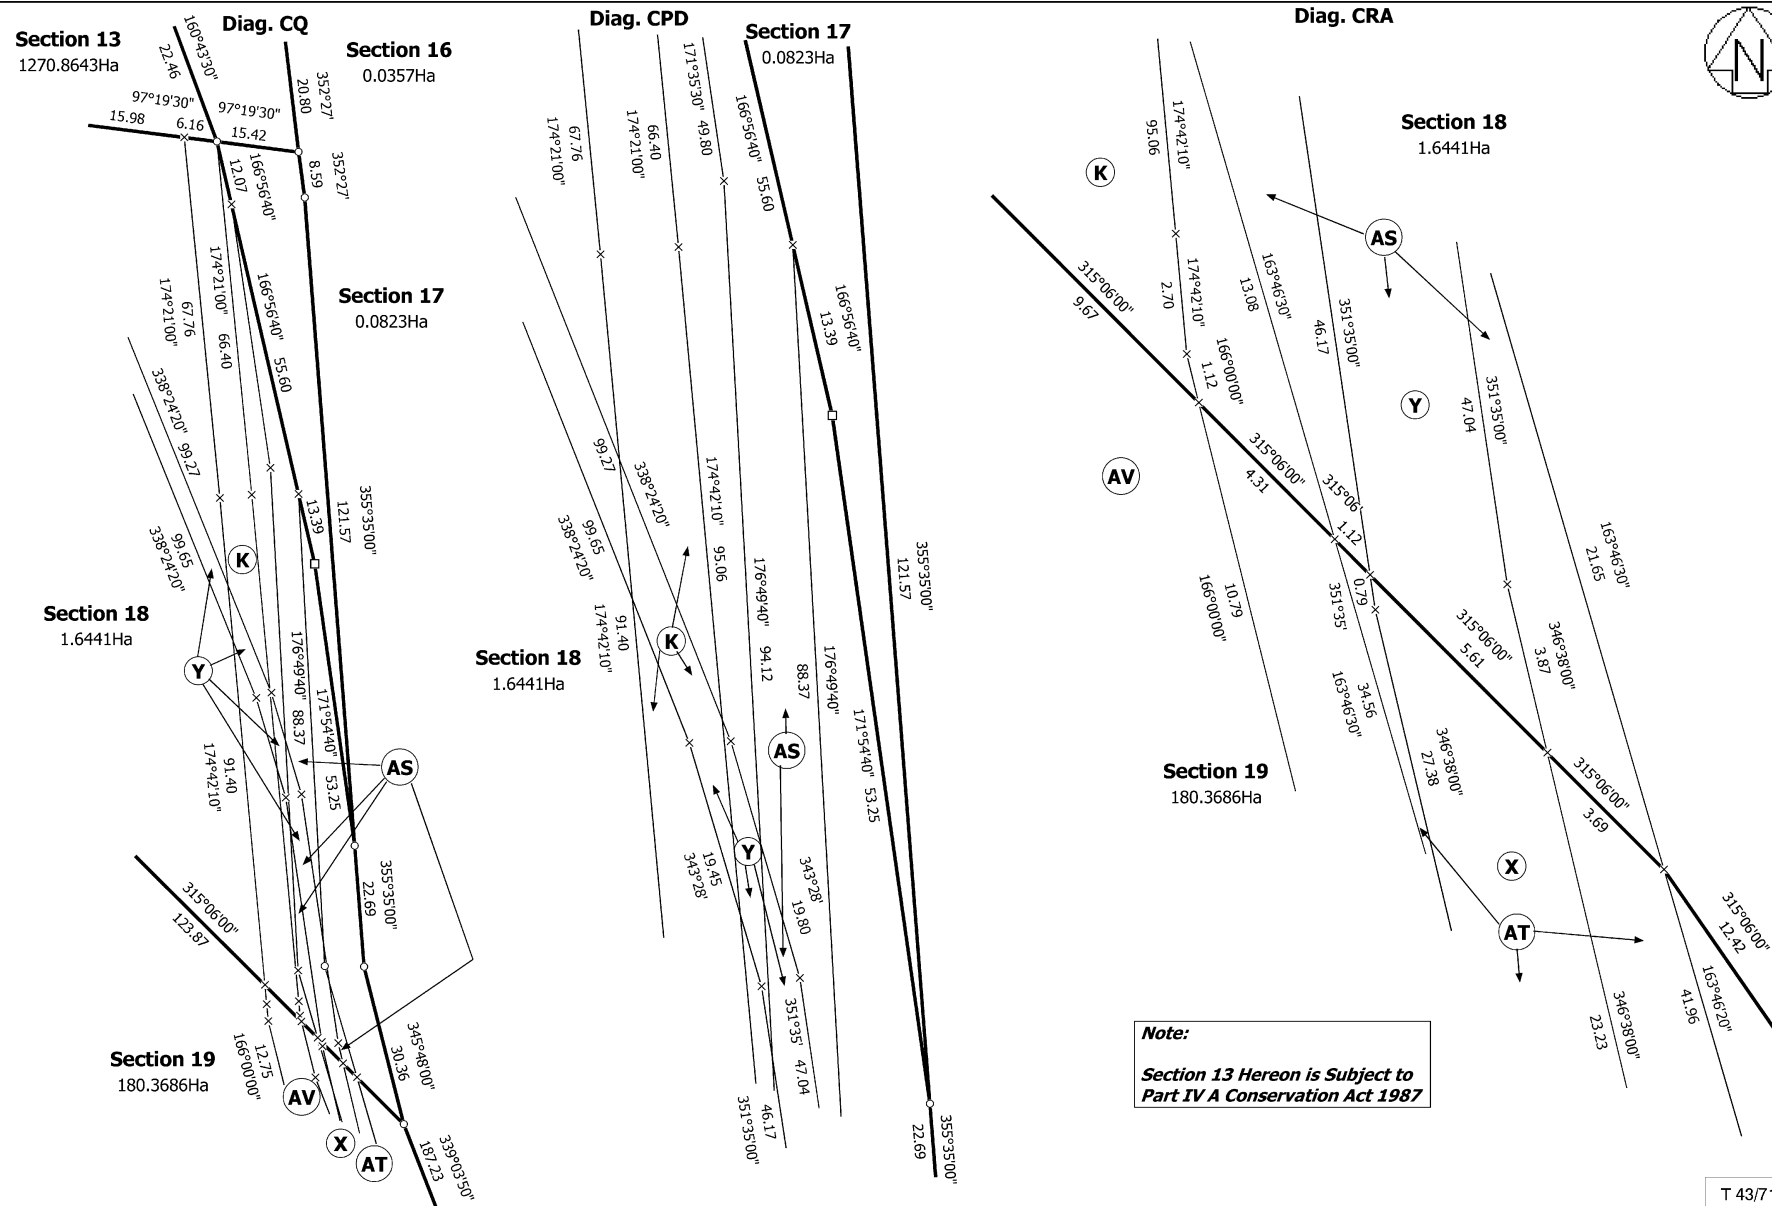 Diag. CQ
Section 13
1270.8643Ha
Section 16
0.0357Ha
160°43'30"
22.46
352°27'
20.80
97°19'30"
97°19'30"
15.98
6.16
15.42
352°27'
8.59
166°56'40"
12.07
Section 17
0.0823Ha
174°21'00"
66.40
67.76
174°21'00"
166°56'40"
55.60
338°24'20"
99.27
99.65
338°24'20"
13.39
355°35'00"
121.57
K
Section 18
1.6441Ha
Y
176°49'40"
88.37
171°54'40"
53.25
91.40
174°42'10"
AS
315°06'00"
123.87
355°35'00"
22.69
Section 19
180.3686Ha
12.75
166°00'00"
345°48'00"
30.36
AV
X
AT
339°03'50"
187.23
Diag. CPD
Section 17
0.0823Ha
67.76
174°21'00"
66.40
174°21'00"
171°35'30"
49.80
166°56'40"
55.60
166°56'40"
13.39
99.27
338°24'20"
99.65
338°24'20"
174°42'10"
95.06
355°35'00"
121.57
176°49'40"
94.12
91.40
174°42'10"
K
Section 18
1.6441Ha
176°49'40"
88.37
171°54'40"
53.25
AS
Y
19.45
343°28'
343°28'
19.80
351°35'
47.04
46.17
351°35'00"
22.69
355°35'00"
Diag. CRA
N
Section 18
1.6441Ha
174°42'10"
95.06
K
AS
174°42'10"
2.70
163°46'30"
13.08
315°06'00"
9.67
351°35'00"
46.17
166°00'00"
1.12
Y
351°35'00"
47.04
315°06'00"
4.31
AV
315°06
1.12
163°46'30"
21.65
10.79
166°00'00"
0.79
351°35'
315°06'00"
5.61
346°38'00"
3.87
34.56
163°46'30"
346°38'00"
27.38
Section 19
180.3686Ha
315°06'00"
3.69
X
AT
315°06'00"
12.42
163°46'20"
41.96
346°38'00"
23.23
Note:
Section 13 Hereon is Subject to
Part IV A Conservation Act 1987
T 43/71